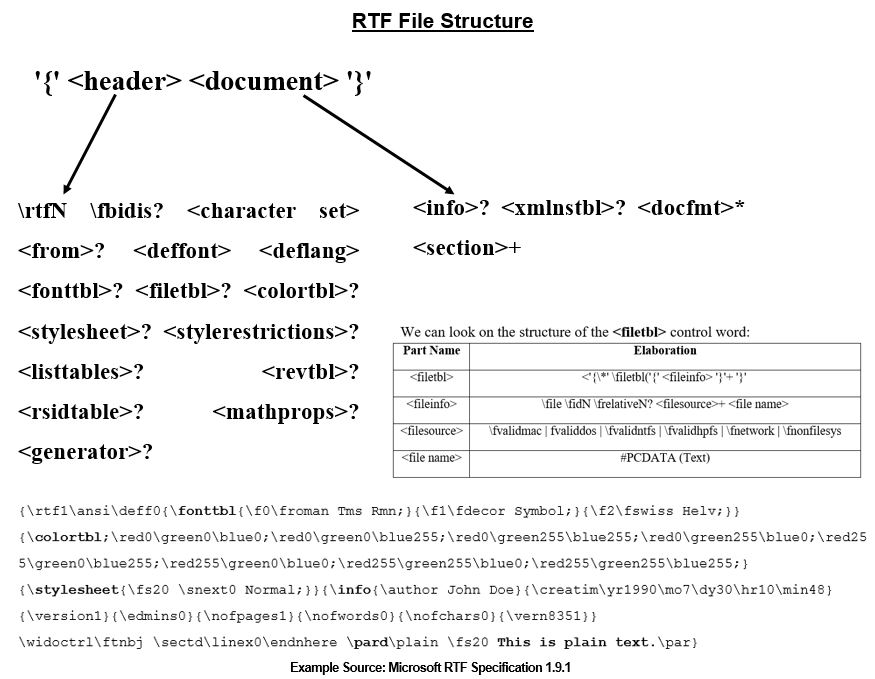 RTF File Structure
'{' <header> <document> '}'
\rtfN \fbidis? <character set>
<from>? <deffont> <deflang>
<fonttbl>? <filetbl>? <colortbl>?
<stylesheet>? <stylerestrictions>?
<listtables>? <revtbl>?
<rsidtable>? <mathprops>?
<generator>?
<info>? <xmlnstbl>? <docfmt>*
<section>+
We can look on the structure of the <filetbl> control word:
Part Name Elaboration
<filetbl> <'{\*' \filetbl('{' <fileinfo> '}'+ '}'
<fileinfo> \file \fidN \frelativeN? <filesource>+ <file name>
<filesource> \fvalidmac | fvaliddos | \fvalidntfs | \fvalidhpfs | \fnetwork | \fnonfilesys
<file name> #PCDATA (Text)
{\rtf1\ansi\deff0{\fonttbl{\f0\froman Tms Rmn;}{\f1\fdecor Symbol;}{\f2\fswiss Helv;}}
{\colortbl;\red0\green0\blue0;\red0\green0\blue255;\red0\green255\blue255;\red0\green255\blue0;\red25
5\green0\blue255;\red255\green0\blue0;\red255\green255\blue0;\red255\green255\blue255;}
{\stylesheet{\fs20 \snext0 Normal;}}{\info{\author John Doe}{\creatim\yr1990\mo7\dy30\hr10\min48}
{\version1}{\edmins0}{\nofpages1}{\nofwords0}{\nofchars0}{\vern8351}}
\widoctrl\ftnbj \sectd\linex0\endnhere \pard\plain \fs20 This is plain text.\par}
Example Source: Microsoft RTF Specification 1.9.1